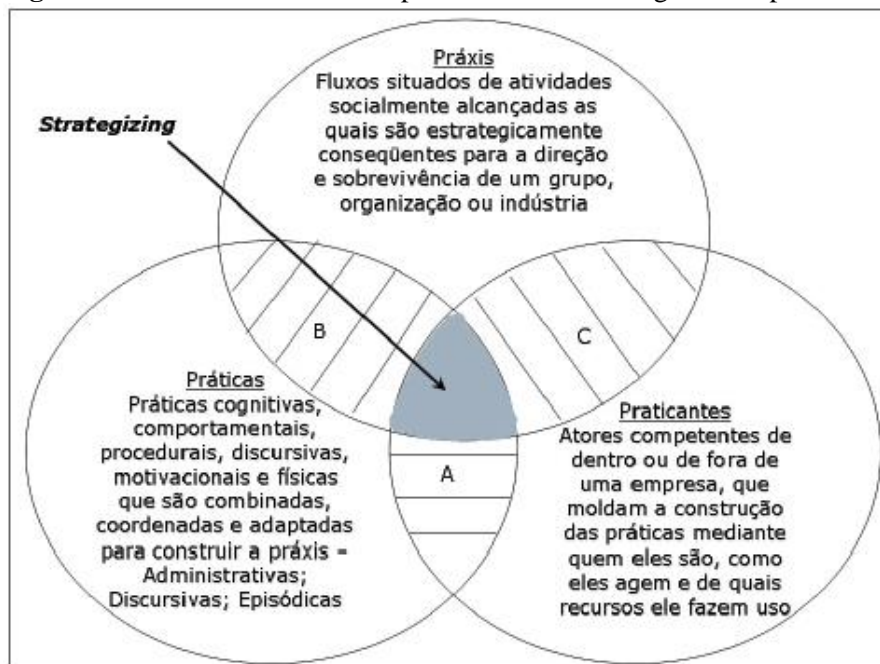 Práxis
Fluxos situados de atividades
socialmente alcançadas as
quais são estrategicamente
conseqüentes para a direção
e sobrevivência de um grupo,
organização ou indústria
Strategizing
B
C
A
Práticas
Práticas cognitivas,
comportamentais,
procedurais, discursivas,
motivacionais e físicas
que são combinadas,
coordenadas e adaptadas
para construir a práxis –
Administrativas;
Discursivas; Episódicas
Praticantes
Atores competentes de
dentro ou de fora de
uma empresa, que
moldam a construção
das práticas mediante
quem eles são, como
eles agem e de quais
recursos ele fazem uso